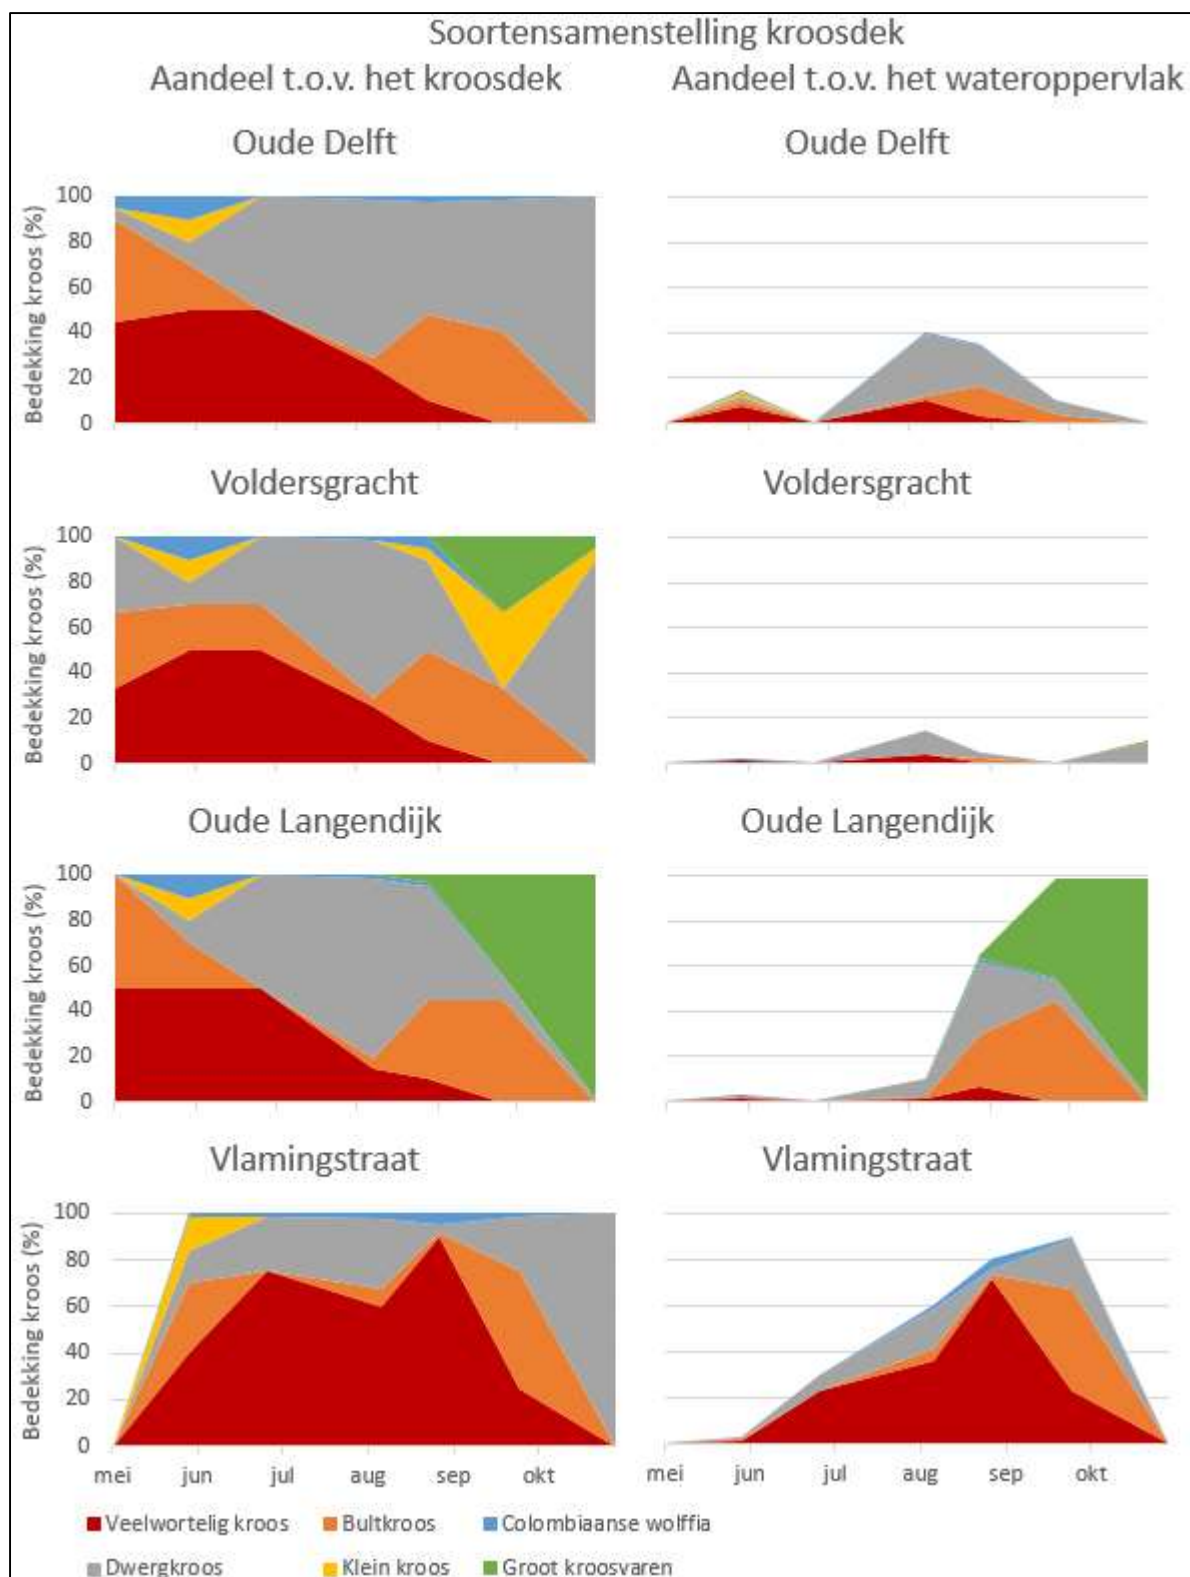 Soortensamenstelling kroosdek
Aandeel t.o.v. het kroosdek
Aandeel t.o.v. het wateroppervlak
Oude Delft
Oude Delft
Bedekking kroos (%)
100
80
60
40
20
0
Voldersgracht
Voldersgracht
Bedekking kroos (%)
100
80
60
40
20
0
Oude Langendijk
Oude Langendijk
Bedekking kroos (%)
100
80
60
40
20
0
Vlamingstraat
Vlamingstraat
Bedekking kroos (%)
100
80
60
40
20
0
mei jun jul aug sep okt
mei jun jul aug sep okt
Veelwortelig kroos Bultkroos Colombiaanse wolffia
Dwergkroos Klein kroos Groot kroosvaren